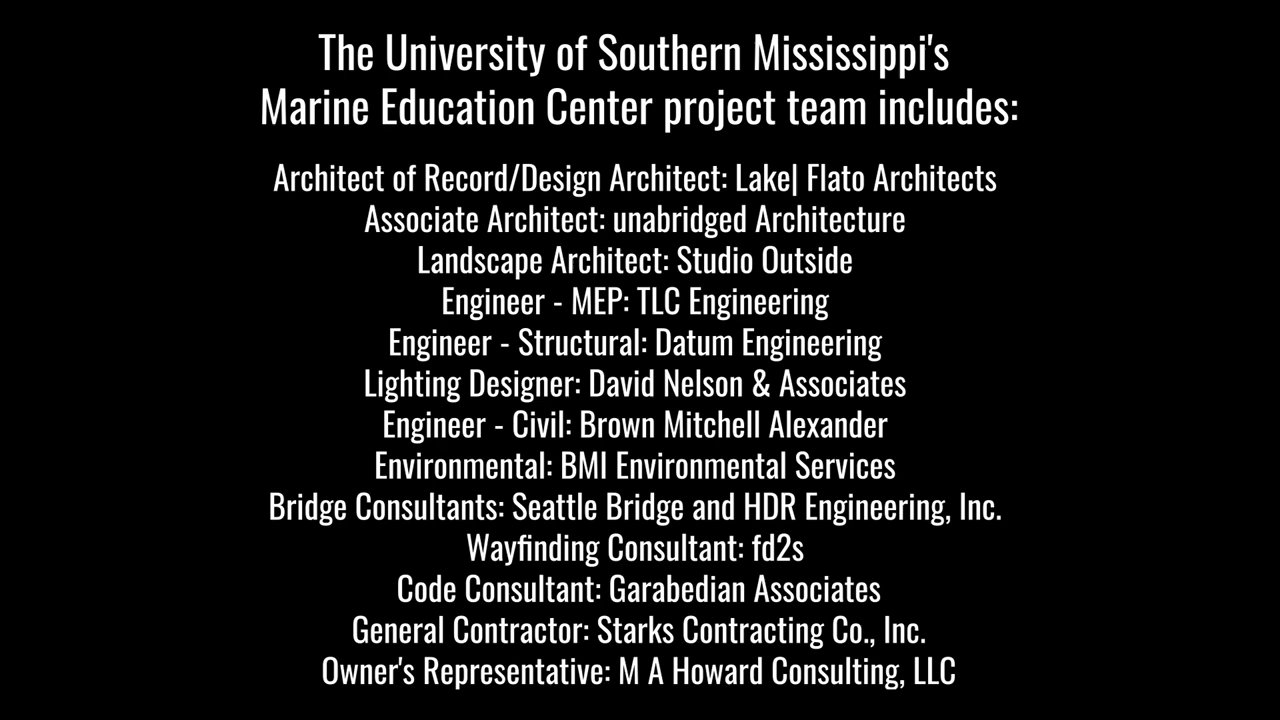 The University of Southern Mississippi's
Marine Education Center project team includes:
Architect of Record/Design Architect: Lake| Flato Architects
Associate Architect: unabridged Architecture
Landscape Architect: Studio Outside
Engineer - MEP: TLC Engineering
Engineer - Structural: Datum Engineering
Lighting Designer: David Nelson & Associates
Engineer - Civil: Brown Mitchell Alexander
Environmental: BMI Environmental Services
Bridge Consultants: Seattle Bridge and HDR Engineering, Inc.
Wayfinding Consultant: fd2s
Code Consultant: Garabedian Associates
General Contractor: Starks Contracting Co., Inc.
Owner's Representative: M A Howard Consulting, LLC